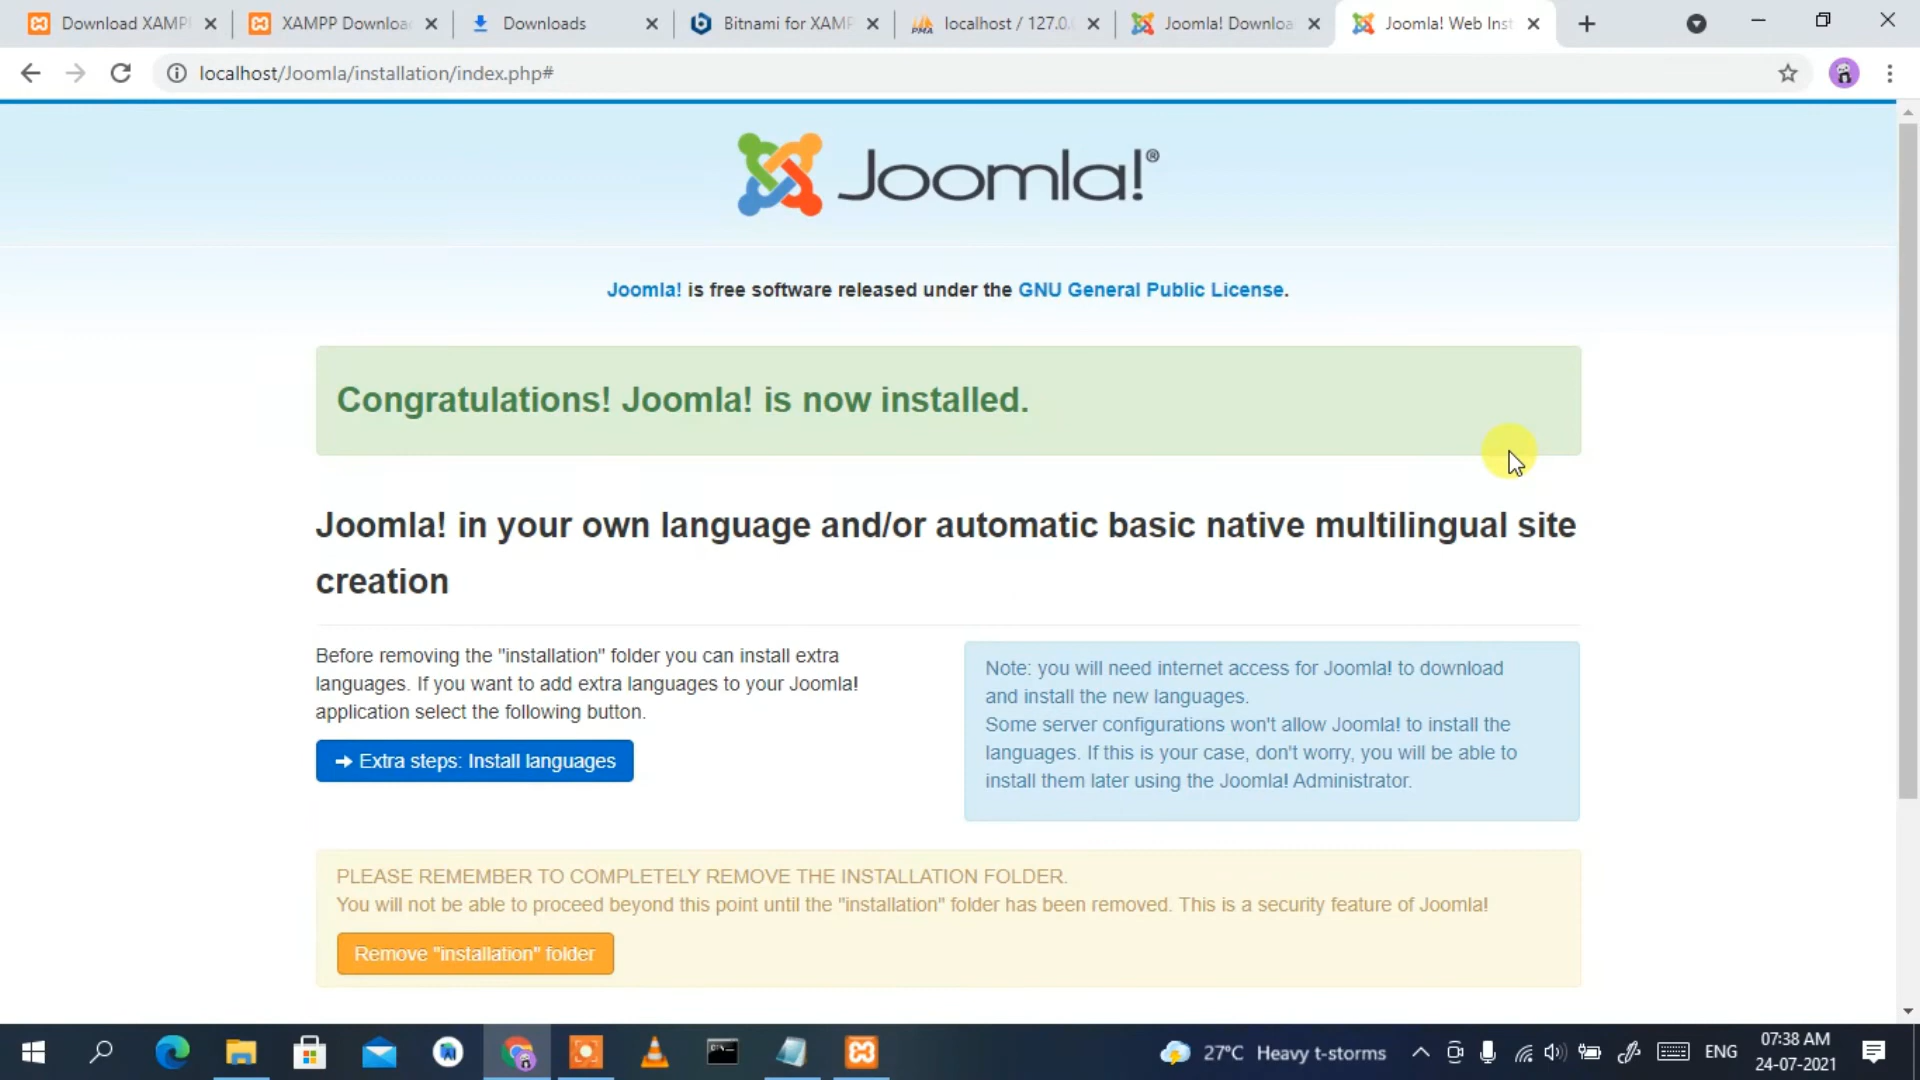 Download XAMP
XAMPP Downloa
Downloads
Bitnami for XAMP
localhost / 127.0.
Joomla! Downloa
Joomla! Web Inst
localhost/Joomla/installation/index.php#
Joomla!®
Joomla! is free software released under the GNU General Public License.
Congratulations! Joomla! is now installed.
Joomla! in your own language and/or automatic basic native multilingual site
creation
Before removing the "installation" folder you can install extra
languages. If you want to add extra languages to your Joomla!
application select the following button.
Extra steps: Install languages
Note: you will need internet access for Joomla! to download
and install the new languages.
Some server configurations won't allow Joomla! to install the
languages. If this is your case, don't worry, you will be able to
install them later using the Joomla! Administrator.
PLEASE REMEMBER TO COMPLETELY REMOVE THE INSTALLATION FOLDER.
You will not be able to proceed beyond this point until the "installation" folder has been removed. This is a security feature of Joomla!
Remove "installation" folder
27°C Heavy t-storms
ENG
07:38 AM
24-07-2021